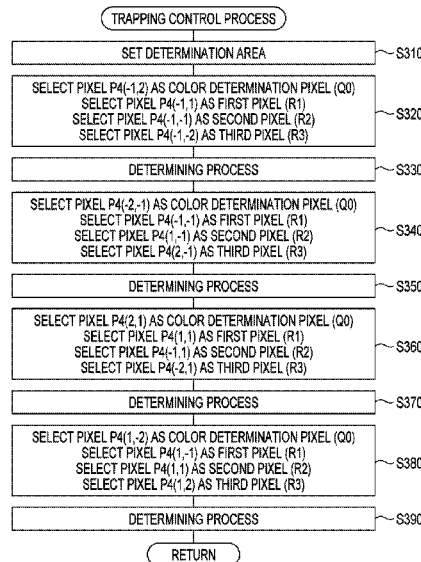 TRAPPING CONTROL PROCESS
SET DETERMINATION AREA
S310
SELECT PIXEL P4(-1,2) AS COLOR DETERMINATION PIXEL (Q0)
SELECT PIXEL P4(-1,1) AS FIRST PIXEL (R1)
SELECT PIXEL P4(-1,-1) AS SECOND PIXEL (R2)
SELECT PIXEL P4(-1,-2) AS THIRD PIXEL (R3)
S320
DETERMINING PROCESS
S330
SELECT PIXEL P4(-2,-1) AS COLOR DETERMINATION PIXEL (Q0)
SELECT PIXEL P4(-1,-1) AS FIRST PIXEL (R1)
SELECT PIXEL P4(1,-1) AS SECOND PIXEL (R2)
SELECT PIXEL P4(2,-1) AS THIRD PIXEL (R3)
S340
DETERMINING PROCESS
S350
SELECT PIXEL P4(2,1) AS COLOR DETERMINATION PIXEL (Q0)
SELECT PIXEL P4(1,1) AS FIRST PIXEL (R1)
SELECT PIXEL P4(-1,1) AS SECOND PIXEL (R2)
SELECT PIXEL P4(-2,1) AS THIRD PIXEL (R3)
S360
DETERMINING PROCESS
S370
SELECT PIXEL P4(1,-2) AS COLOR DETERMINATION PIXEL (Q0)
SELECT PIXEL P4(1,-1) AS FIRST PIXEL (R1)
SELECT PIXEL P4(1,1) AS SECOND PIXEL (R2)
SELECT PIXEL P4(1,2) AS THIRD PIXEL (R3)
S380
DETERMINING PROCESS
S390
RETURN